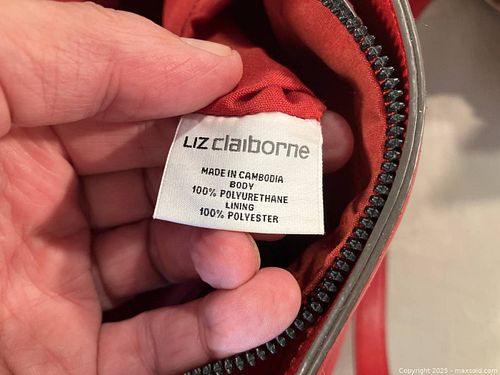 LIZ claiborne
MADE IN CAMBODIA
BODY
100% POLYURETHANE
LINING
100% POLYESTER
Copyright 2025 - maxsold.com